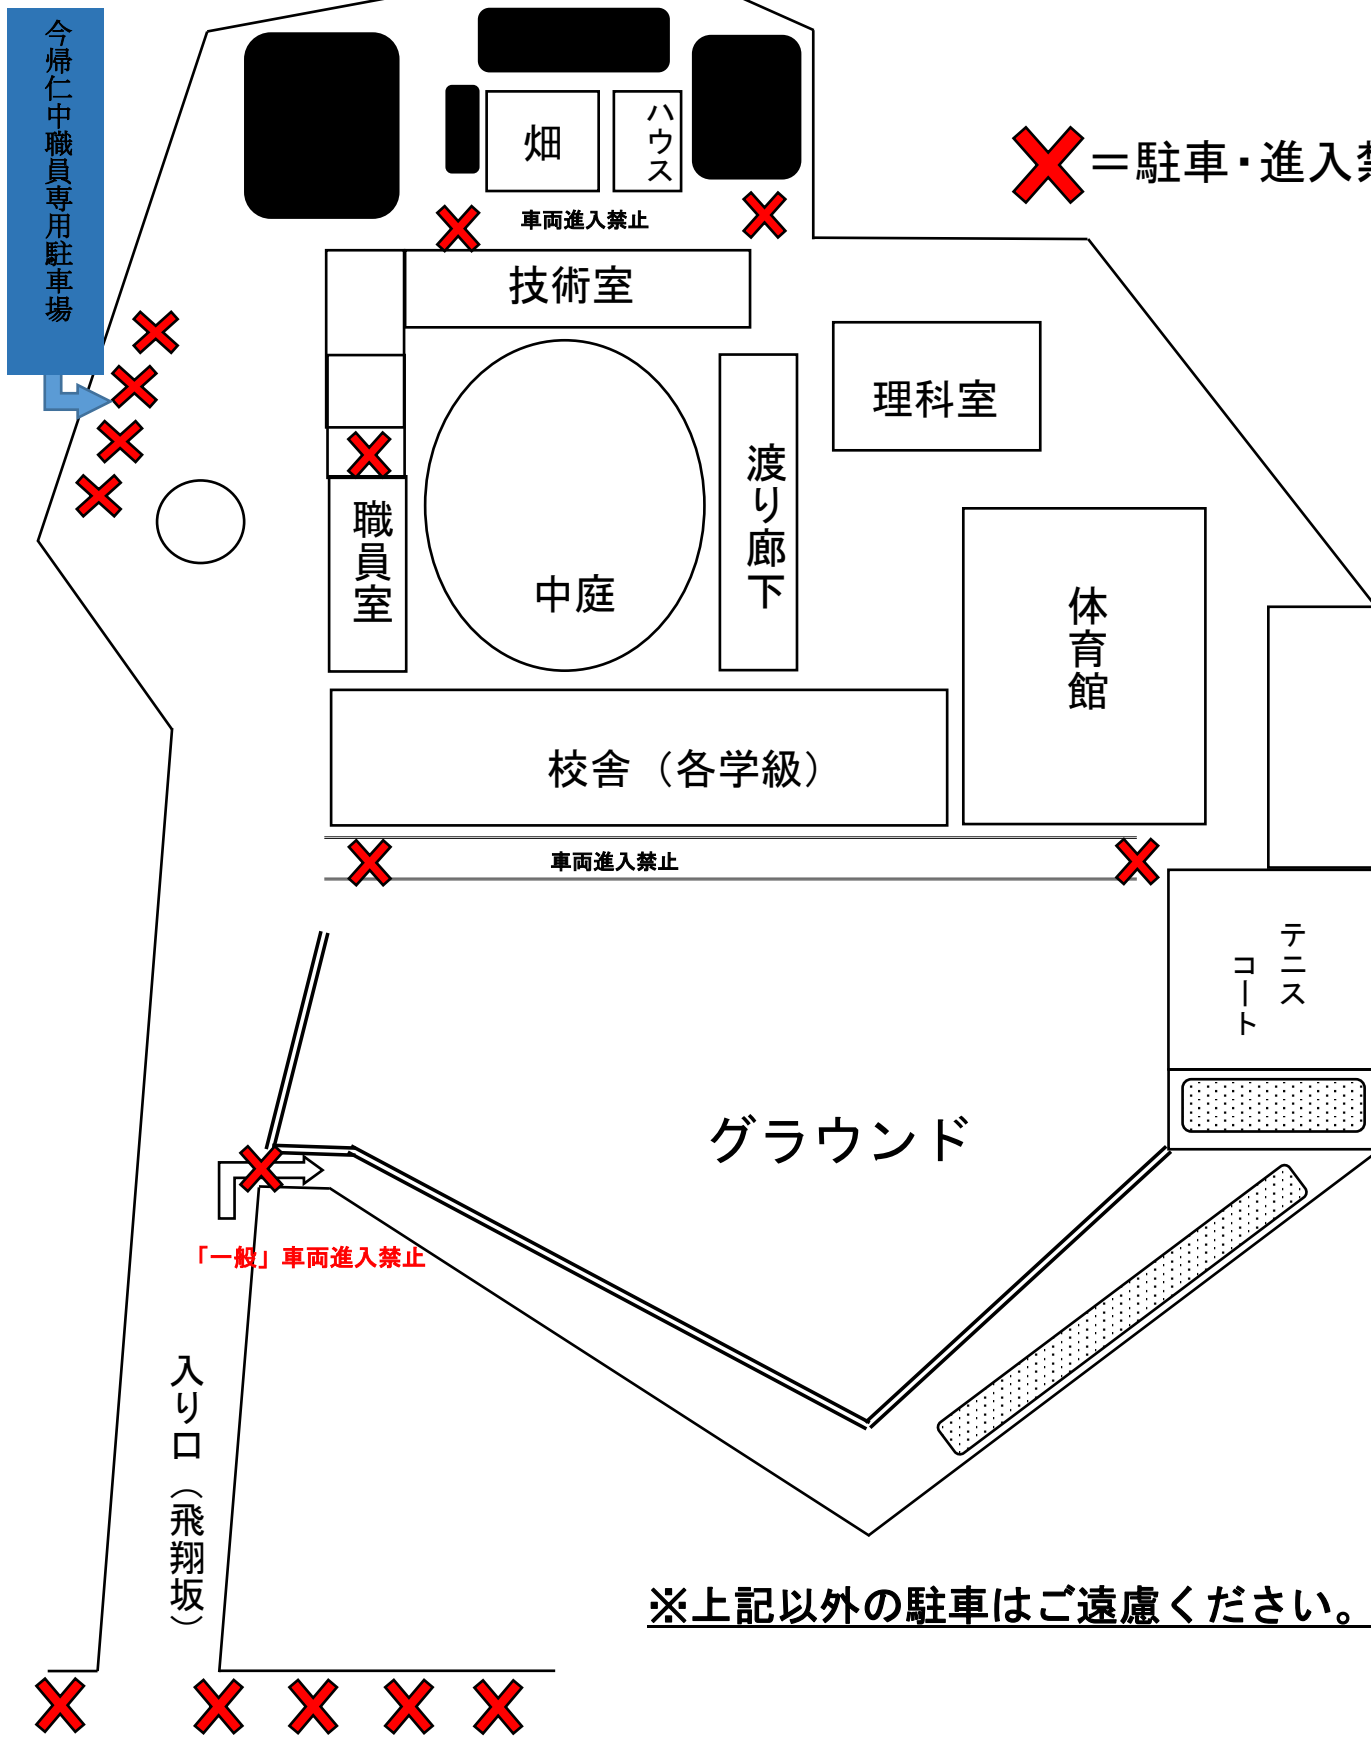 今帰仁中職員専用駐車場
畑
ハウス
＝駐車・進入禁
車両進入禁止
技術室
理科室
渡り廊下
職員室
中庭
体育館
校舎（各学級）
車両進入禁止
テニス
コート
グラウンド
「一般」車両進入禁止
入り口（飛翔坂）
※上記以外の駐車はご遠慮ください。